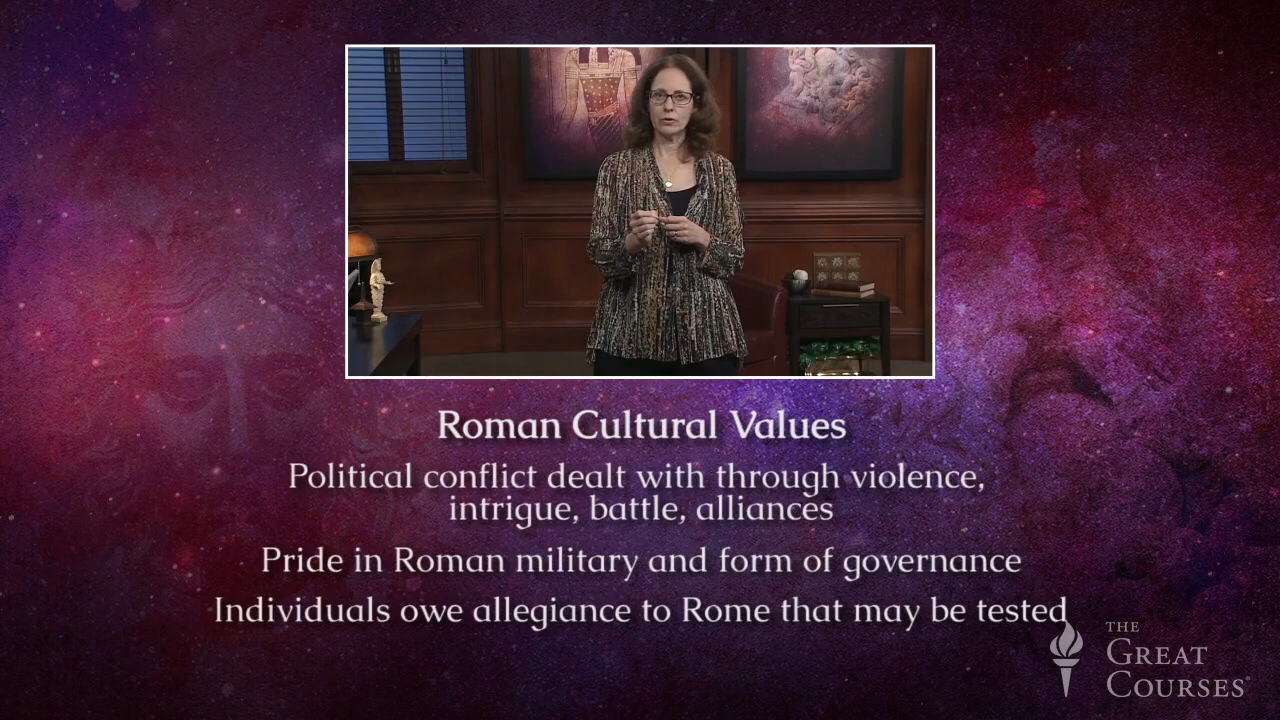 Roman Cultural Values
Political conflict dealt with through violence,
intrigue, battle, alliances
Pride in Roman military and form of governance
Individuals owe allegiance to Rome that may be tested
THE
GREAT
COURSES®